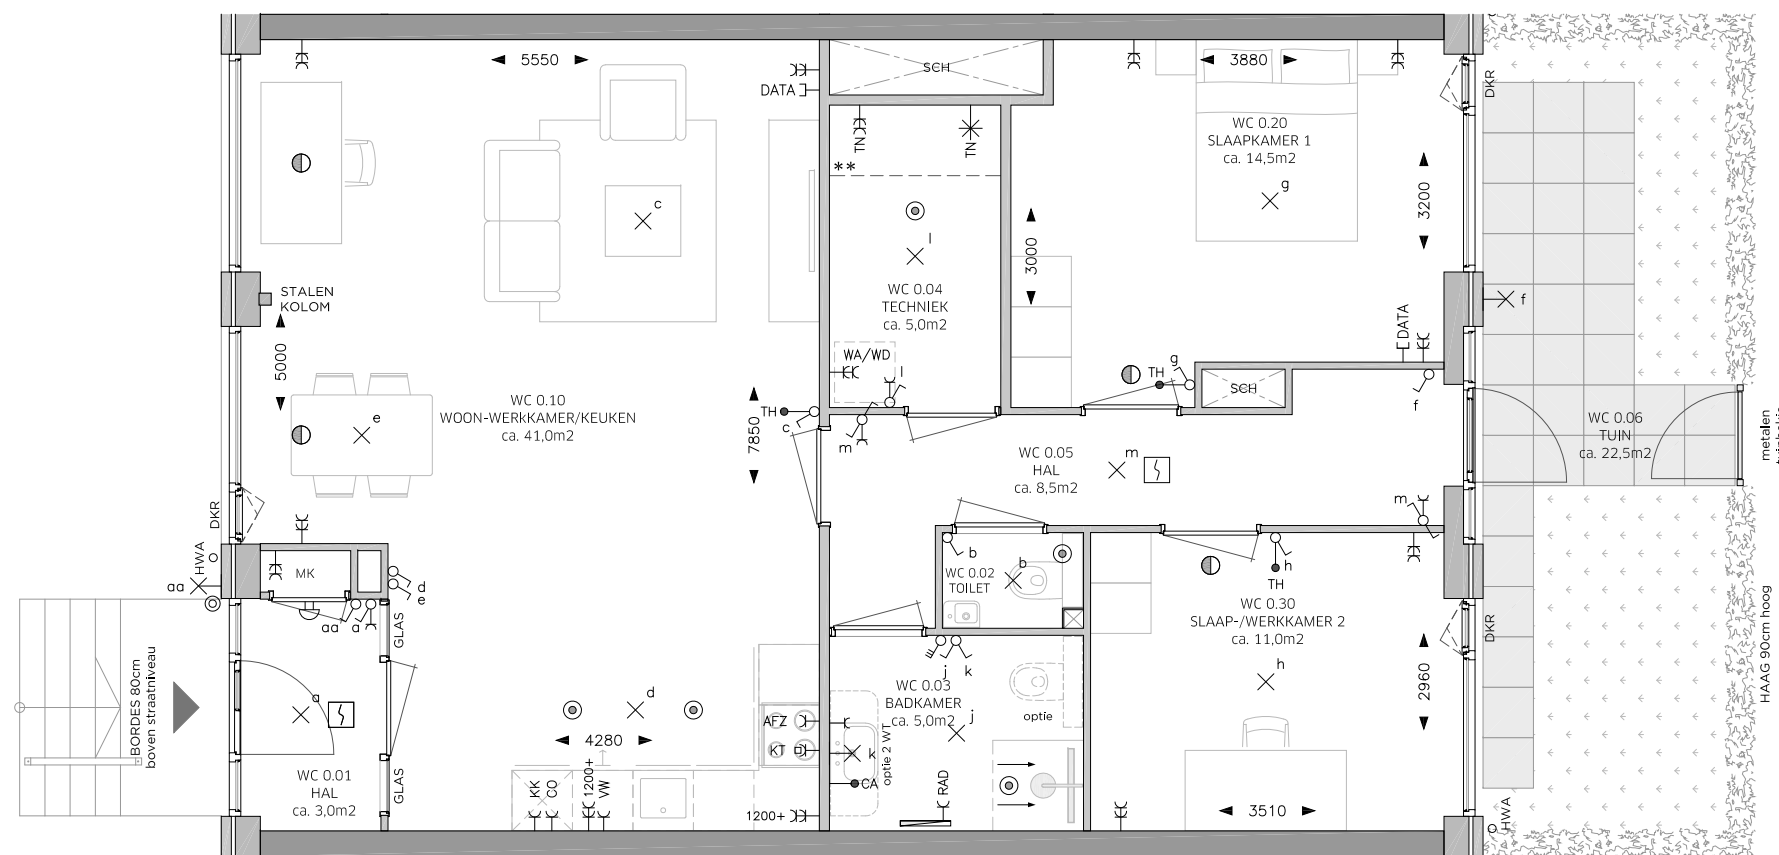 5550
DATA
SCH
3880
DKR
TN
TN
**
WC 0.20
SLAAPKAMER 1
ca. 14,5m2
g
3200
c
l
3000
WC 0.04
TECHNIEK
ca. 5,0m2
STALEN
KOLOM
f
DATA
5000
WA/WD
l
g
TH
SCH
f
e
WC 0.10
WOON-WERKKAMER/KEUKEN
ca. 41,0m2
TH
c
m
7850
WC 0.05
HAL
ca. 8,5m2
m
WC 0.06
TUIN
ca. 22,5m2
metalen
m
DKR
HWA
aa
MK
d
e
aa
a
GLAS
b
WC 0.02
TOILET
b
h
TH
WC 0.30
SLAAP-/WERKKAMER 2
ca. 11,0m2
h
DKR
HAAG 90cm hoog
BORDES 80cm
boven straatniveau
a
d
j
k
WC 0.03
BADKAMER
ca. 5,0m2
j
optie
2960
AFZ
KT
4280
k
optie 2 WT
CA
RAD
WC 0.01
HAL
ca. 3,0m2
GLAS
KK
CO
1200+
VW
1200+
3510
HWA